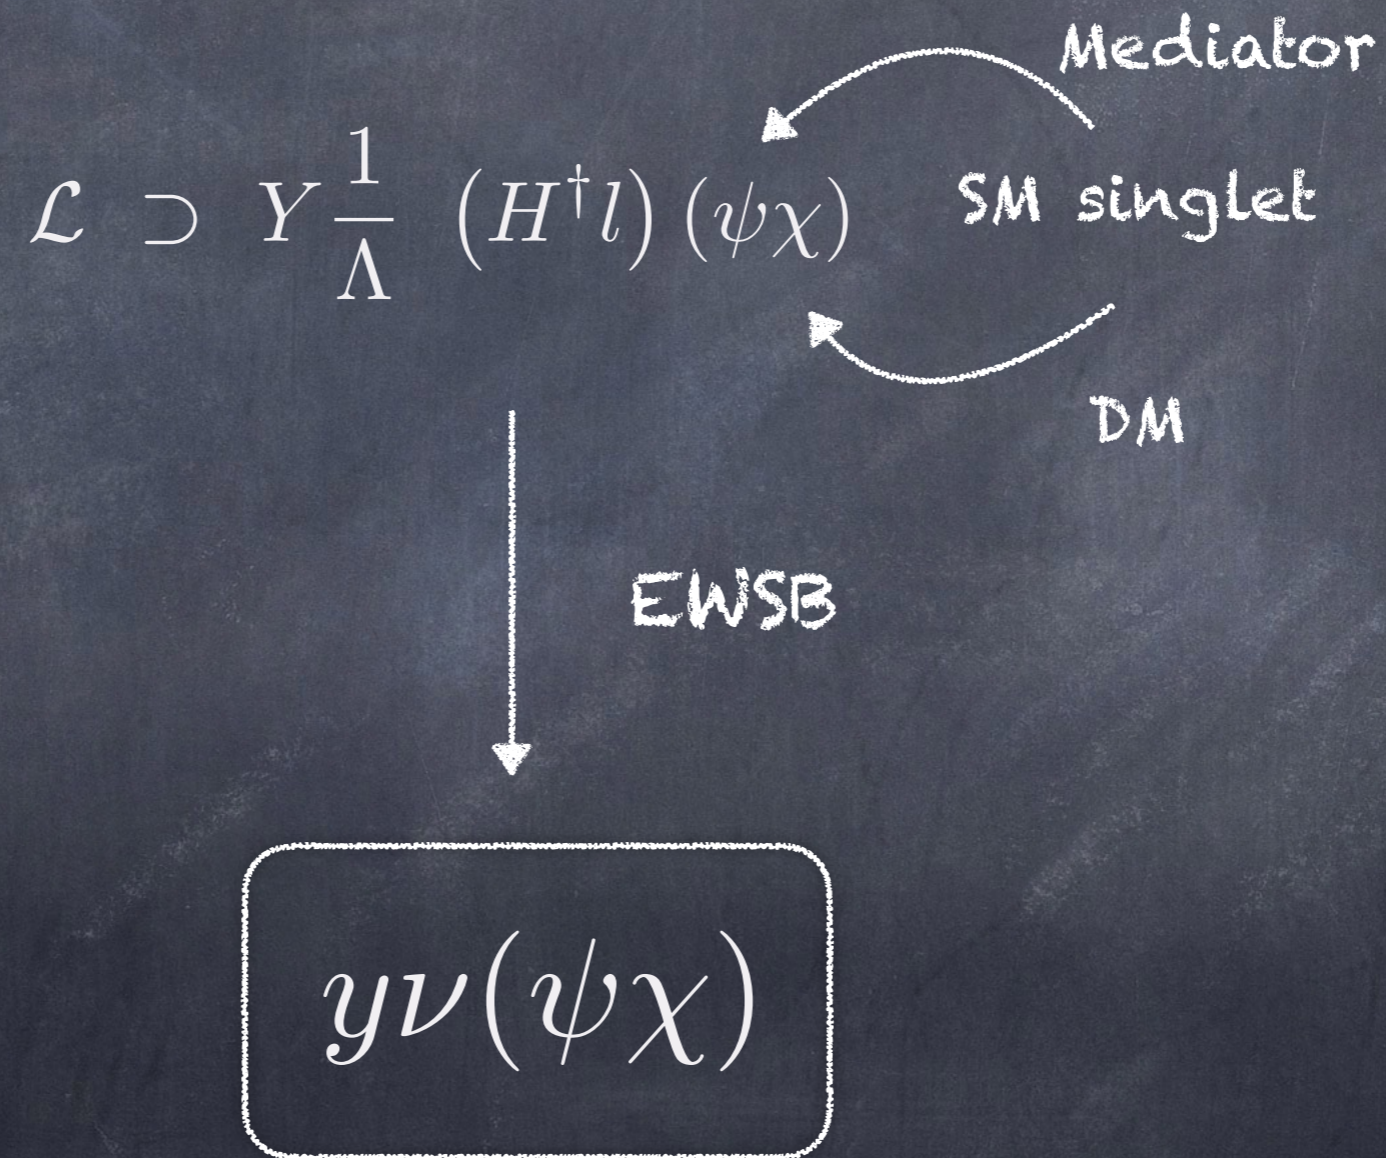 Mediator
ℒ ⊃ Y 1/Λ (H†l) (ψχ)
SM singlet
DM
EWSB
yν(ψχ)